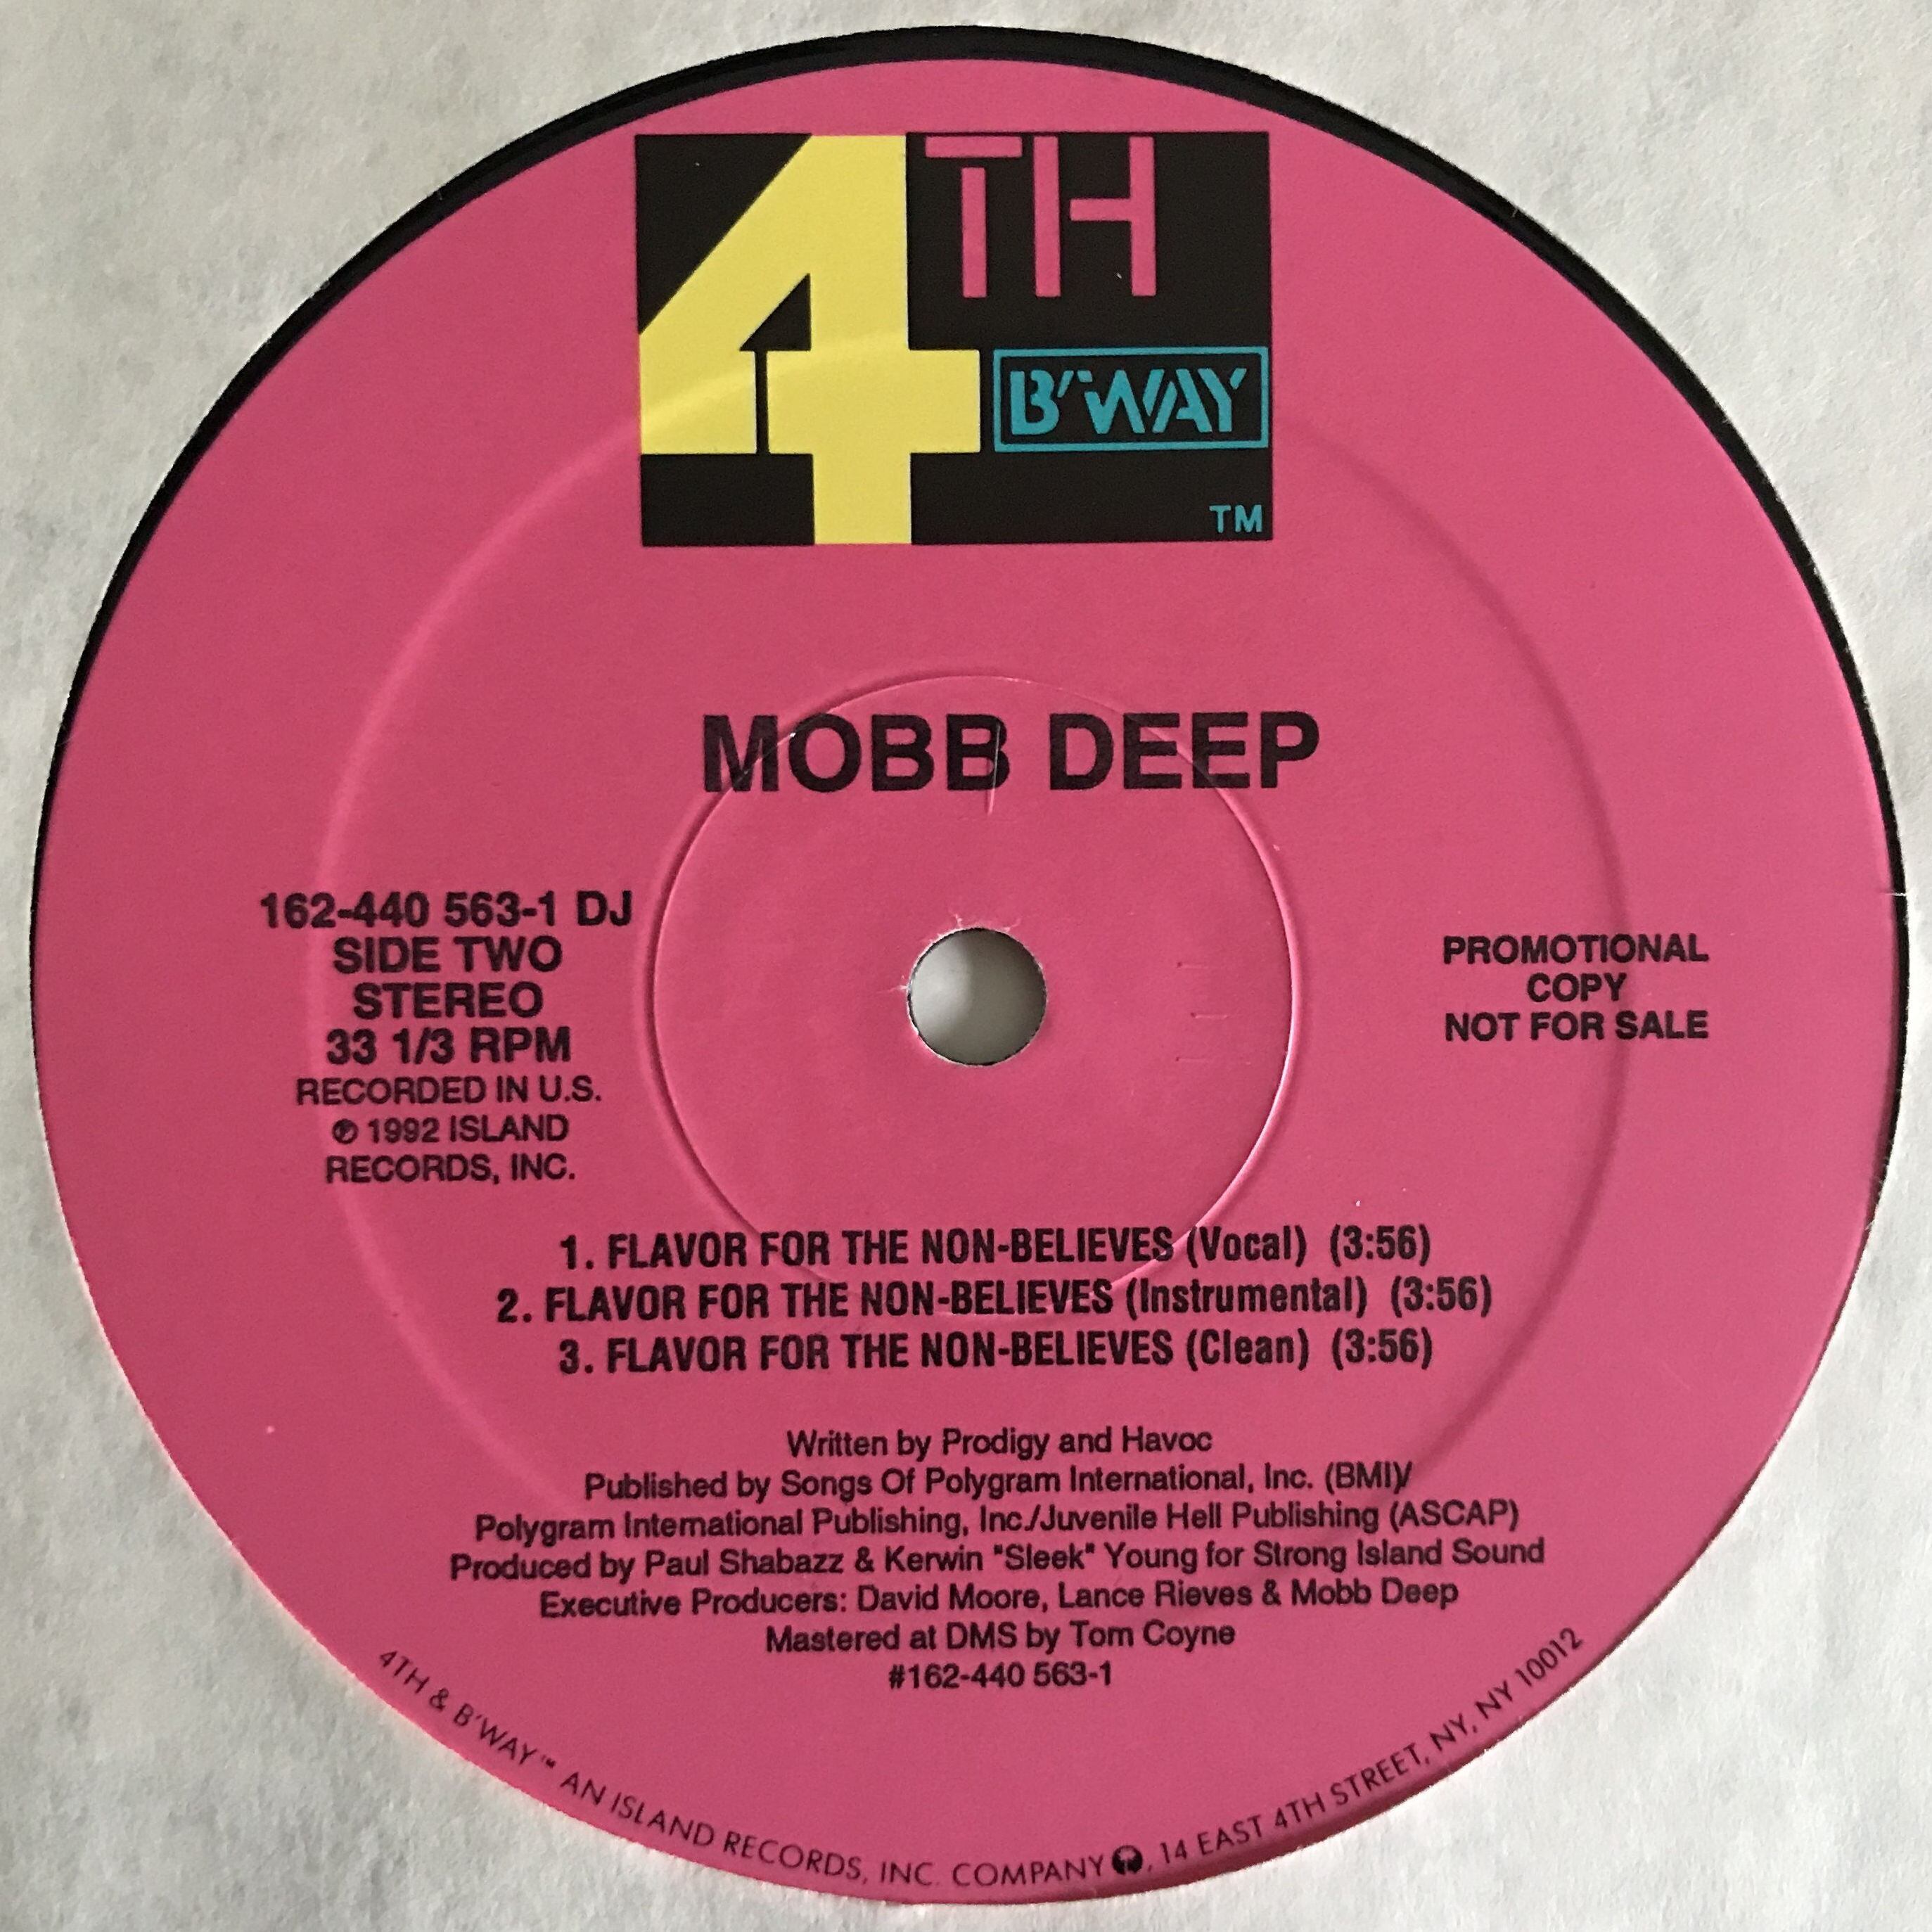 4TH
B'WAY
TM
MOBB DEEP
162-440 563-1 DJ
SIDE TWO
STEREO
33 1/3 RPM
RECORDED IN U.S.
℗ 1992 ISLAND
RECORDS, INC.
PROMOTIONAL
COPY
NOT FOR SALE
1. FLAVOR FOR THE NON-BELIEVES (Vocal) (3:56)
2. FLAVOR FOR THE NON-BELIEVES (Instrumental) (3:56)
3. FLAVOR FOR THE NON-BELIEVES (Clean) (3:56)
Written by Prodigy and Havoc
Published by Songs Of Polygram International, Inc. (BMI)/
Polygram International Publishing, Inc./Juvenile Hell Publishing (ASCAP)
Produced by Paul Shabazz & Kerwin "Sleek" Young for Strong Island Sound
Executive Producers: David Moore, Lance Rieves & Mobb Deep
Mastered at DMS by Tom Coyne
#162-440 563-1
4TH & B'WAY™ AN ISLAND RECORDS, INC. COMPANY, 14 EAST 4TH STREET, NY, NY 10012